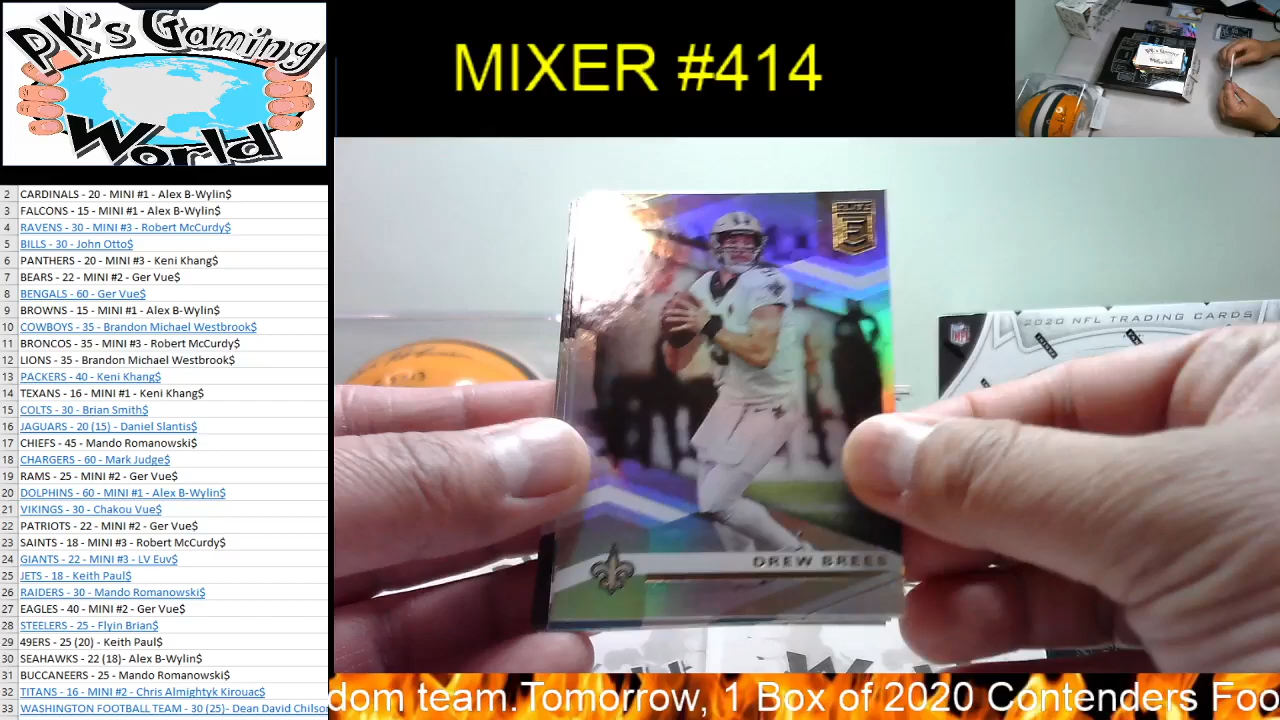 PK's Gaming
World
MIXER #414
2 CARDINALS - 20 - MINI #1 - Alex B-Wylin$
3 FALCONS - 15 - MINI #1 - Alex B-Wylin$
4 RAVENS - 30 - MINI #3 - Robert McCurdy$
5 BILLS - 30 - John Otto$
6 PANTHERS - 20 - MINI #3 - Keni Khang$
7 BEARS - 22 - MINI #2 - Ger Vue$
8 BENGALS - 60 - Ger Vue$
9 BROWNS - 15 - MINI #1 - Alex B-Wylin$
10 COWBOYS - 35 - Brandon Michael Westbrook$
11 BRONCOS - 35 - MINI #3 - Robert McCurdy$
12 LIONS - 35 - Brandon Michael Westbrook$
13 PACKERS - 40 - Keni Khang$
14 TEXANS - 16 - MINI #1 - Keni Khang$
15 COLTS - 30 - Brian Smith$
16 JAGUARS - 20 (15) - Daniel Slantis$
17 CHIEFS - 45 - Mando Romanowski$
18 CHARGERS - 60 - Mark Judge$
19 RAMS - 25 - MINI #2 - Ger Vue$
20 DOLPHINS - 60 - MINI #1 - Alex B-Wylin$
21 VIKINGS - 30 - Chakou Vue$
22 PATRIOTS - 22 - MINI #2 - Ger Vue$
23 SAINTS - 18 - MINI #3 - Robert McCurdy$
24 GIANTS - 22 - MINI #3 - LV Euv$
25 JETS - 18 - Keith Paul$
26 RAIDERS - 30 - Mando Romanowski$
27 EAGLES - 40 - MINI #2 - Ger Vue$
28 STEELERS - 25 - Flyin Brian$
29 49ERS - 25 (20) - Keith Paul$
30 SEAHAWKS - 22 (18)- Alex B-Wylin$
31 BUCCANEERS - 25 - Mando Romanowski$
32 TITANS - 16 - MINI #2 - Chris Almightyk Kirouac$
33 WASHINGTON FOOTBALL TEAM - 30 (25)- Dean David Chilson
ELITE
E
DREW BREES
NFL
2020 NFL TRADING CARDS
dom team.Tomorrow, 1 Box of 2020 Contenders Foo